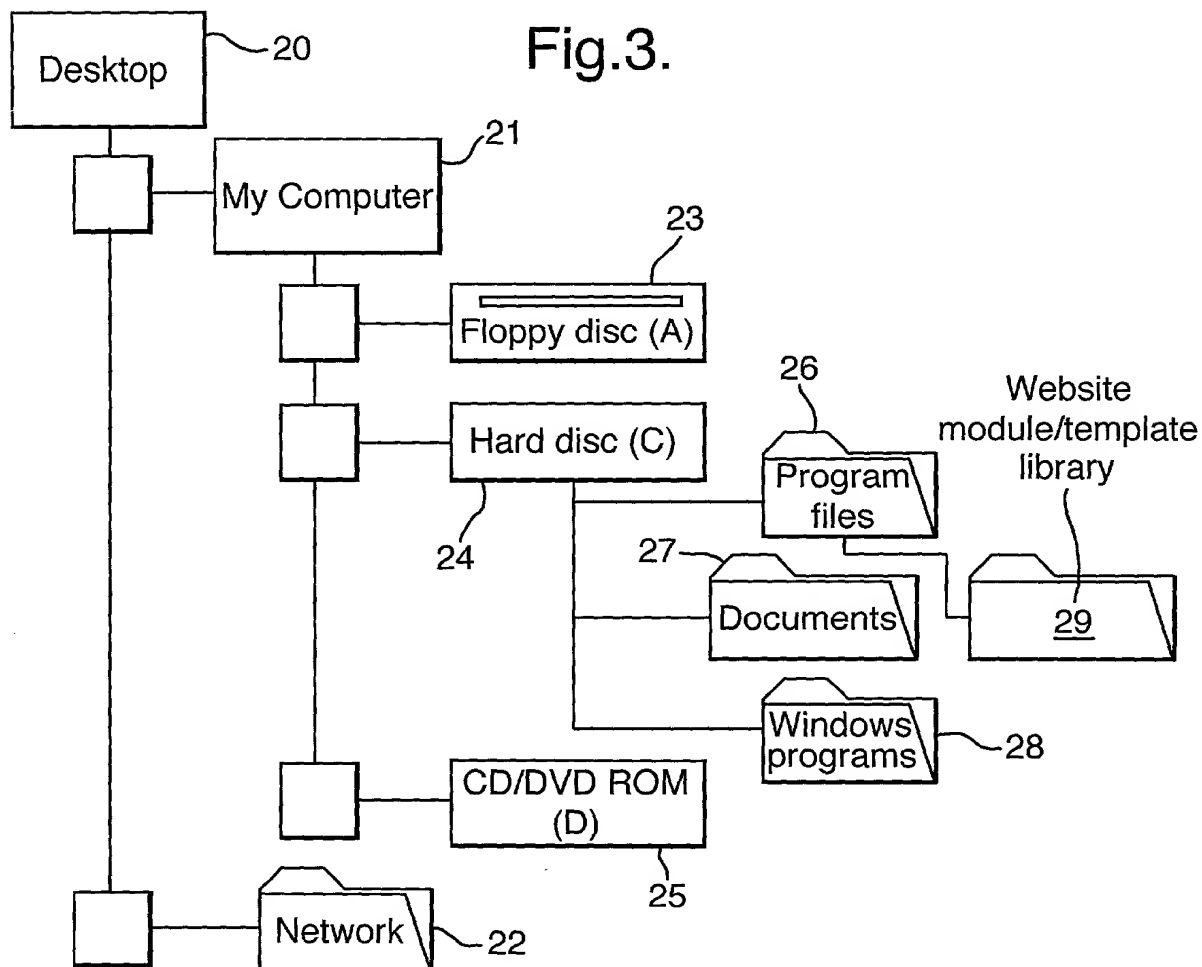 Fig.3.
Desktop
20
My Computer
21
23
Floppy disc (A)
Hard disc (C)
24
26
Program
files
Website
module/template
library
27
Documents
29
Windows
programs
28
CD/DVD ROM
(D)
25
Network
22